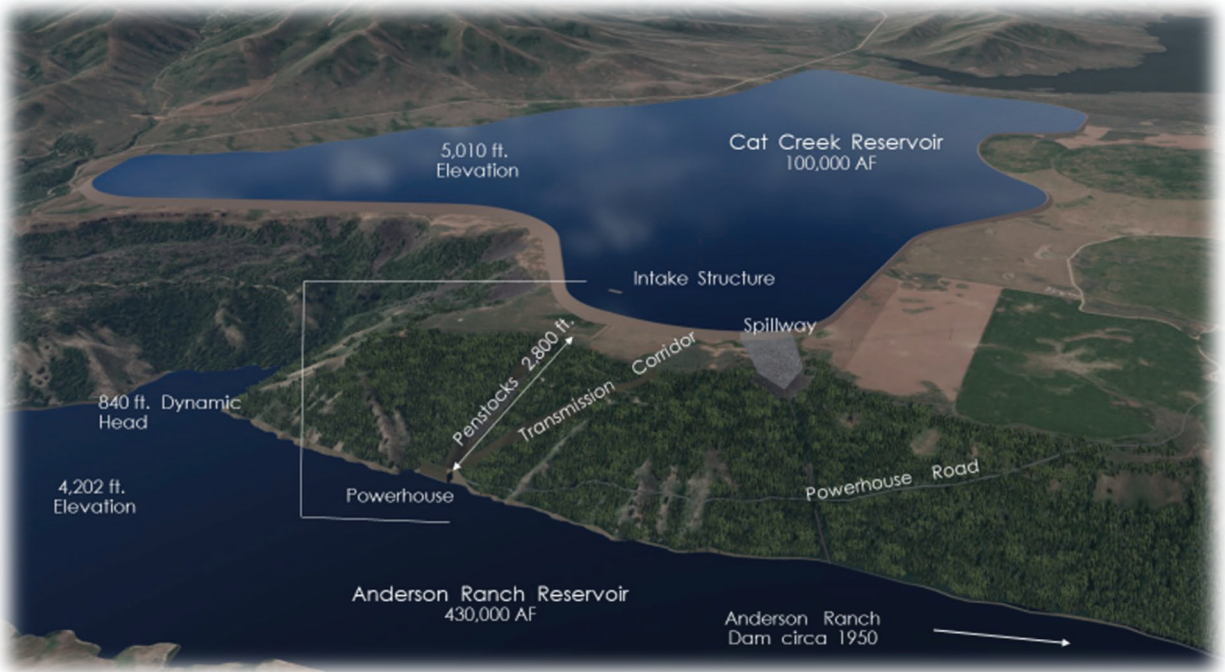 5,010 ft.
Elevation
Cat Creek Reservoir
100,000 AF
Intake Structure
Spillway
Penstocks 2,800 ft.
Transmission Corridor
840 ft. Dynamic
Head
4,202 ft.
Elevation
Powerhouse
Powerhouse Road
Anderson Ranch Reservoir
430,000 AF
Anderson Ranch
Dam circa 1950